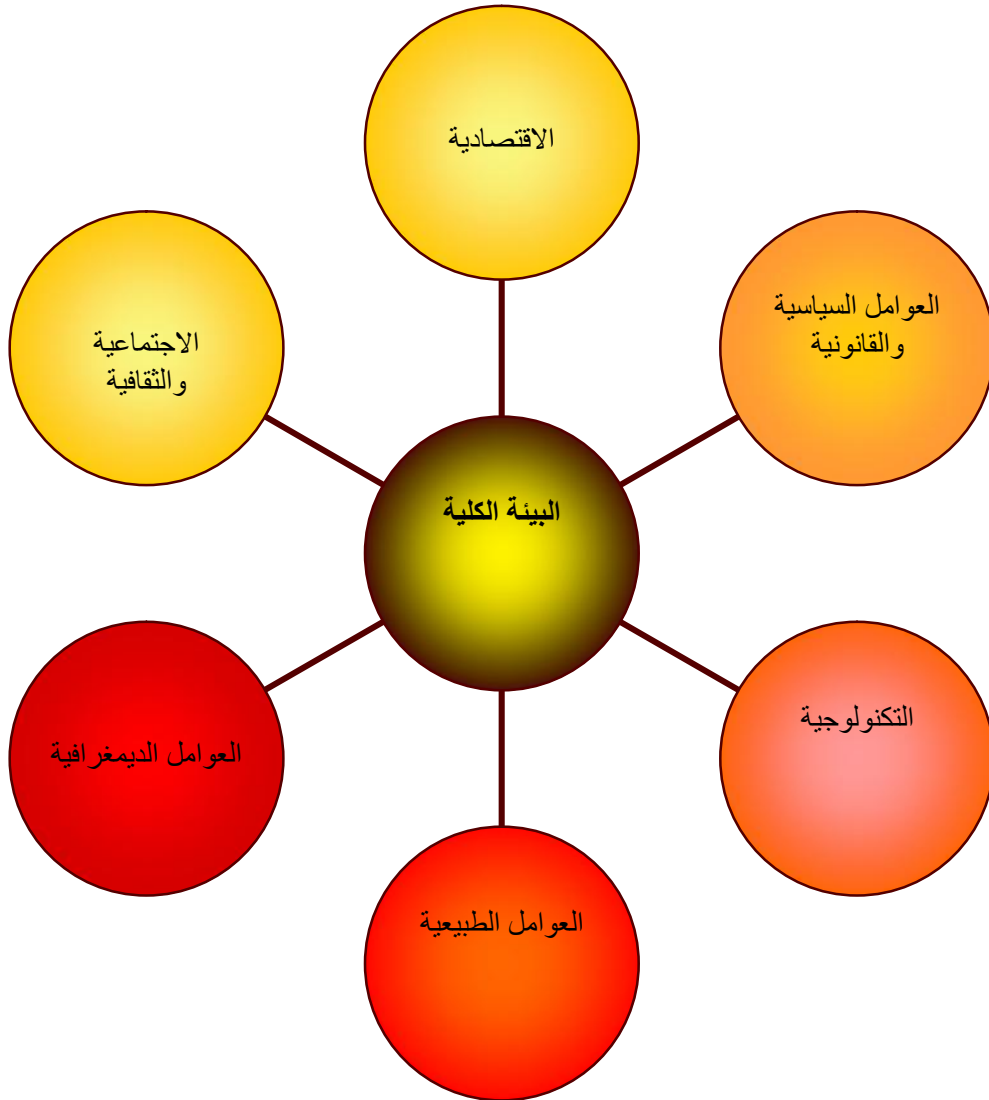 الاقتصادية
العوامل السياسية
والقانونية
الاجتماعية
والثقافية
البيئة الكلية
التكنولوجية
العوامل الديمغرافية
العوامل الطبيعية